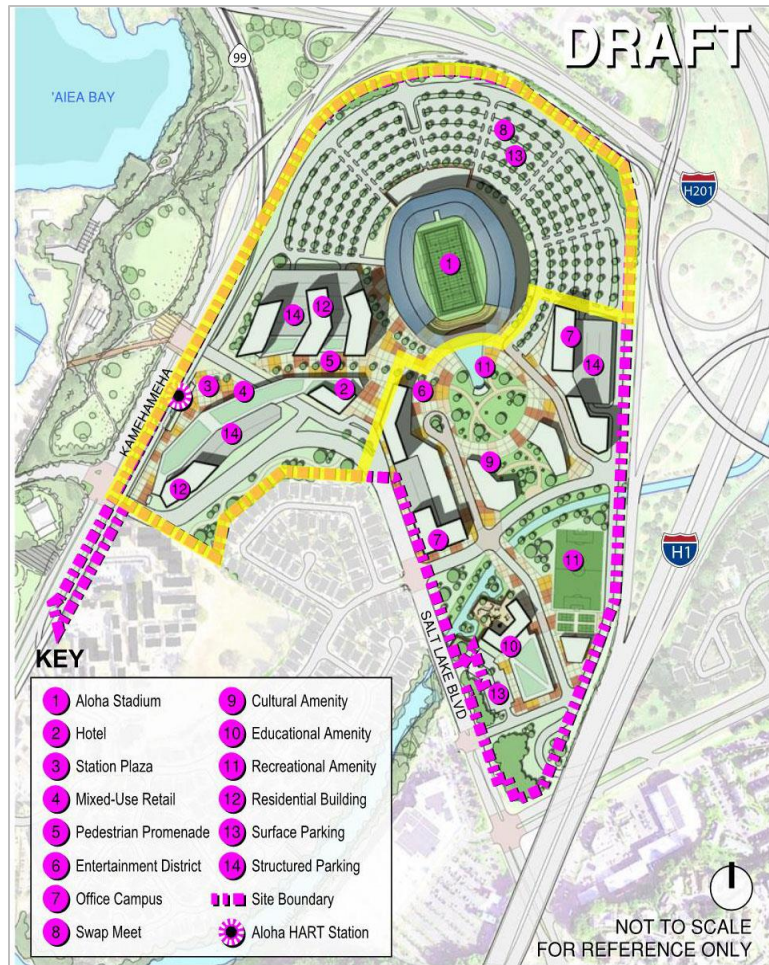 DRAFT
99
'AIEA BAY
8
13
H201
1
14
12
7
5
11
14
3
4
2
6
KAMEHAMEHA
14
9
12
7
11
H1
SALT LAKE BLVD
10
13
KEY
1 Aloha Stadium
2 Hotel
3 Station Plaza
4 Mixed-Use Retail
5 Pedestrian Promenade
6 Entertainment District
7 Office Campus
8 Swap Meet
9 Cultural Amenity
10 Educational Amenity
11 Recreational Amenity
12 Residential Building
13 Surface Parking
14 Structured Parking
Site Boundary
Aloha HART Station
NOT TO SCALE
FOR REFERENCE ONLY